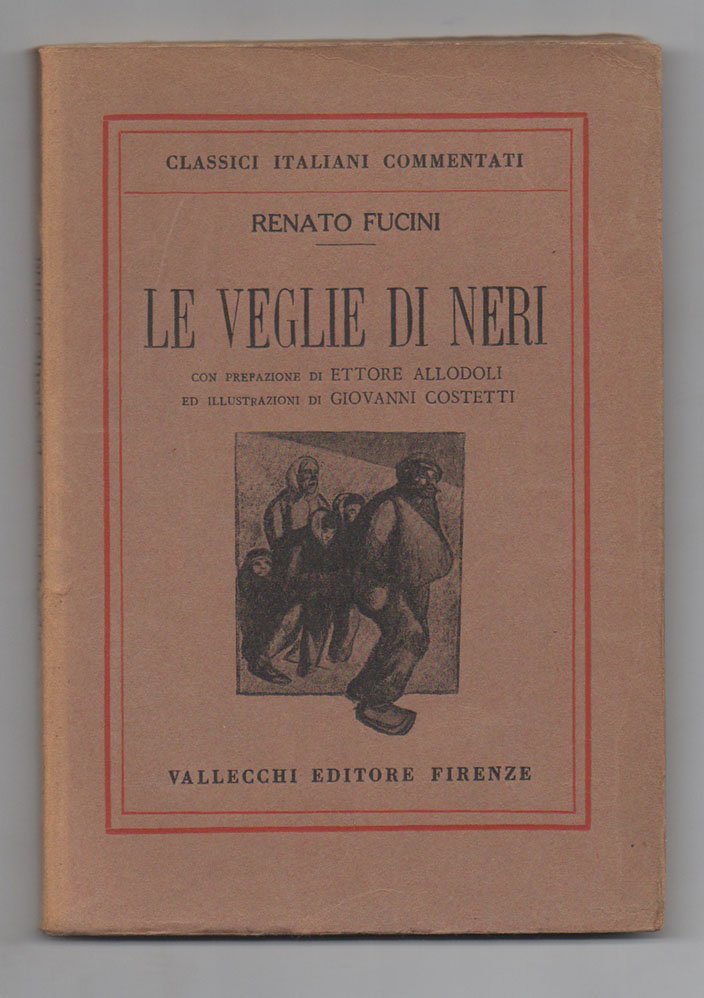 CLASSICI ITALIANI COMMENTATI
RENATO FUCINI
LE VEGLIE DI NERI
CON PREFAZIONE DI ETTORE ALLODOLI
ED ILLUSTRAZIONI DI GIOVANNI COSTETTI
VALLECCHI EDITORE FIRENZE